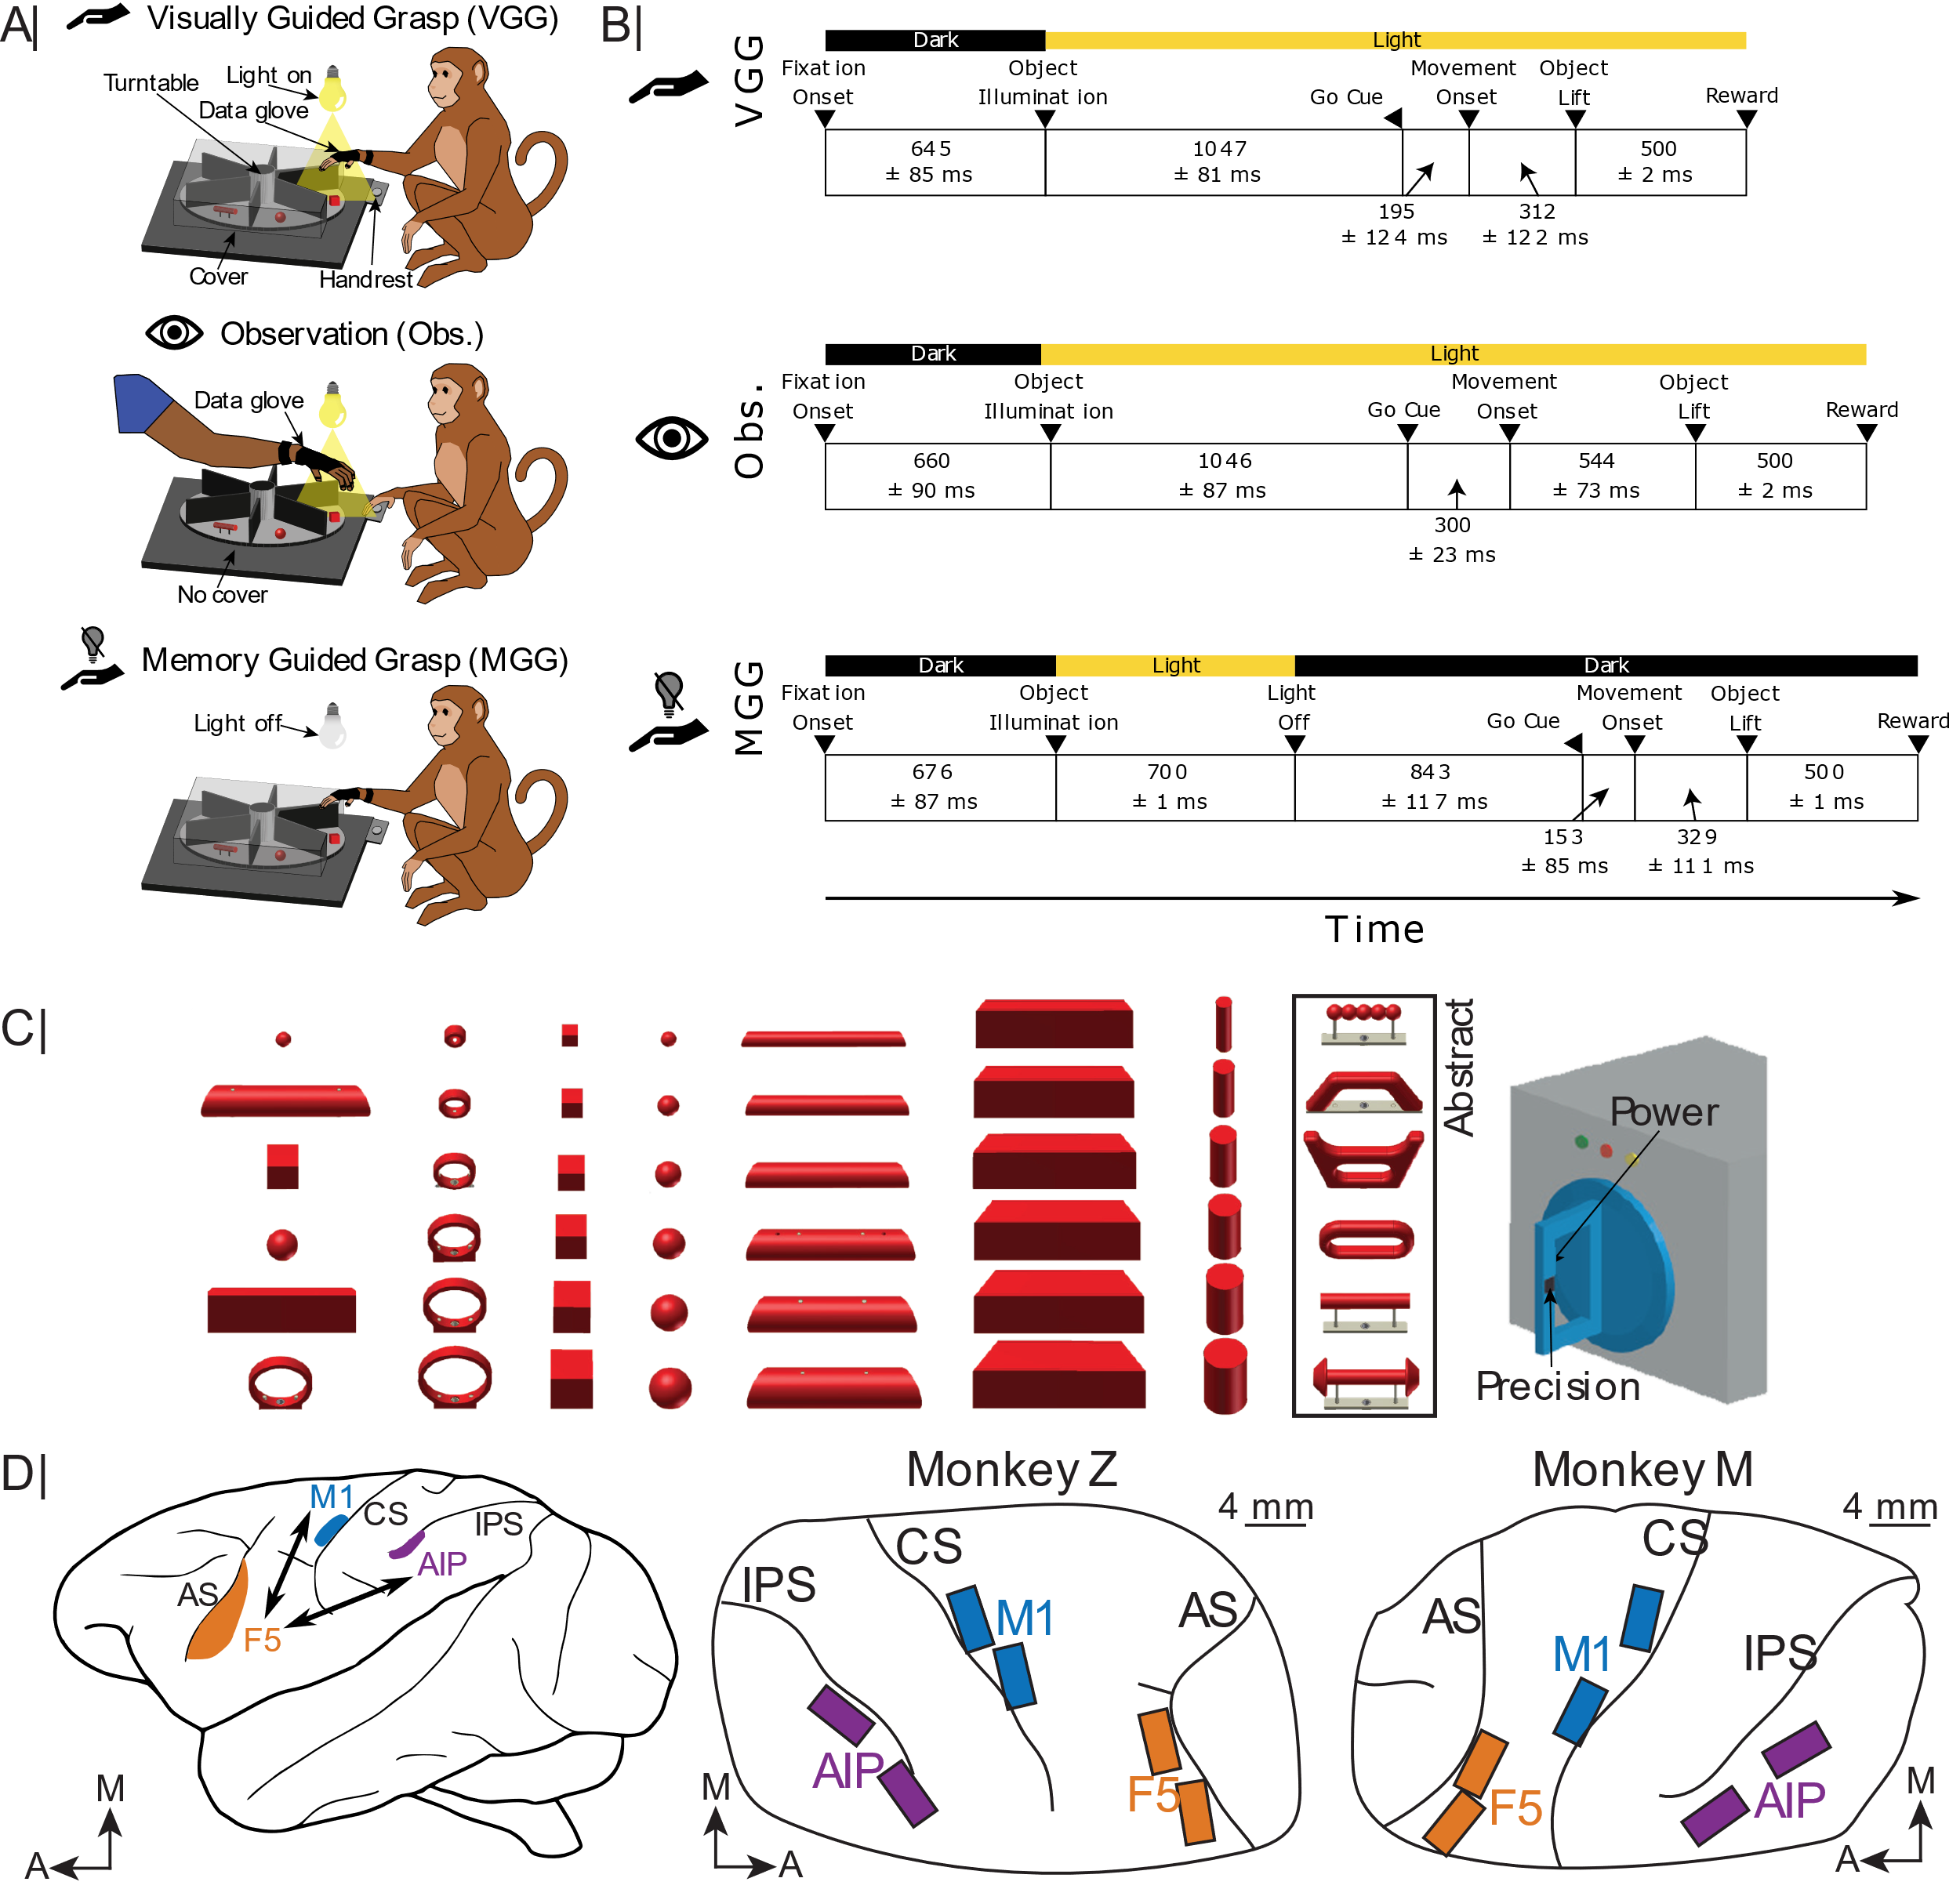 A|
Visually Guided Grasp (VGG)
Turntable
Light on
Data glove
Cover
Handrest
Observation (Obs.)
Data glove
No cover
Memory Guided Grasp (MGG)
Light off
B|
VGG
Dark
Light
Fixation
Onset
Object
Illumination
Go Cue
Movement
Onset
Object
Lift
Reward
645
± 85 ms
1047
± 81 ms
195
± 124 ms
312
± 122 ms
500
± 2 ms
Obs.
Dark
Light
Fixation
Onset
Object
Illumination
Go Cue
Movement
Onset
Object
Lift
Reward
660
± 90 ms
1046
± 87 ms
300
± 23 ms
544
± 73 ms
500
± 2 ms
MGG
Dark
Light
Dark
Fixation
Onset
Object
Illumination
Light
Off
Go Cue
Movement
Onset
Object
Lift
Reward
676
± 87 ms
700
± 1 ms
843
± 117 ms
153
± 85 ms
329
± 111 ms
500
± 1 ms
Time
C|
Abstract
Power
Precision
D|
M1
CS
IPS
AIP
AS
F5
M
A
Monkey Z
4 mm
IPS
CS
M1
AS
AIP
F5
M
A
Monkey M
4 mm
CS
AS
M1
IPS
F5
AIP
M
A